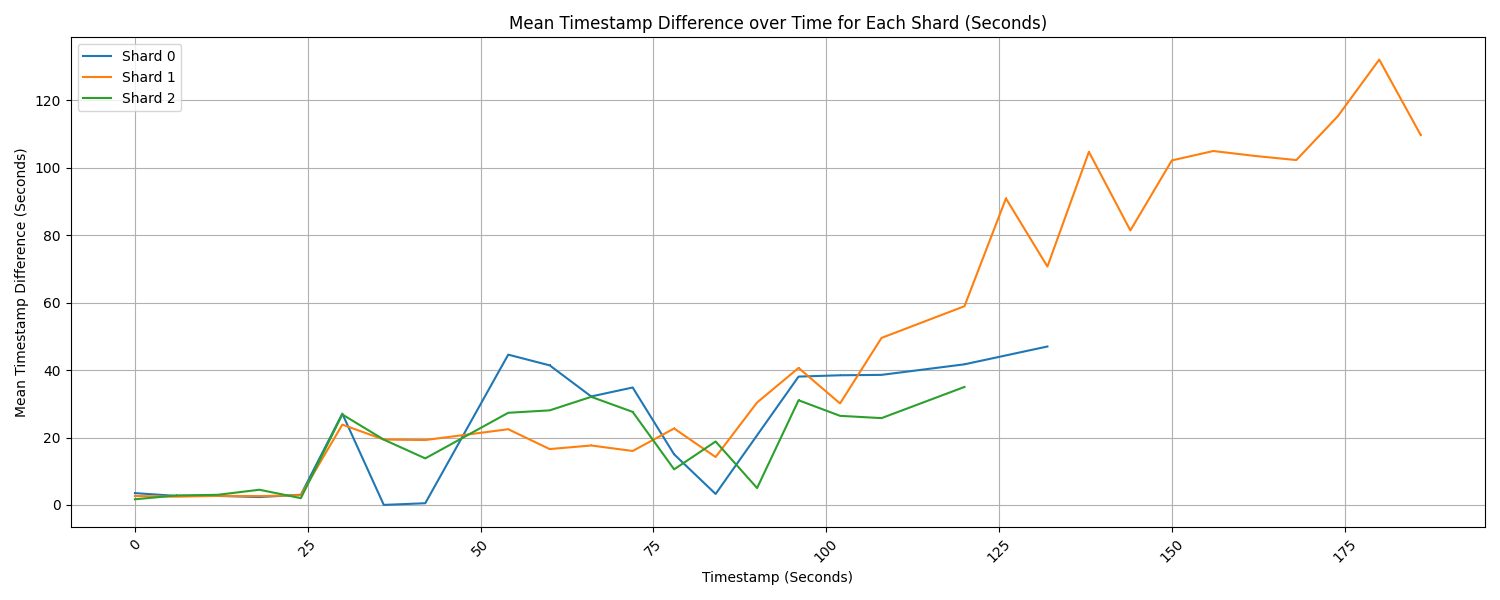 Mean Timestamp Difference over Time for Each Shard (Seconds)
Shard 0
Shard 1
Shard 2
Mean Timestamp Difference (Seconds)
120
100
80
60
40
20
0
0
25
50
75
100
125
150
175
Timestamp (Seconds)